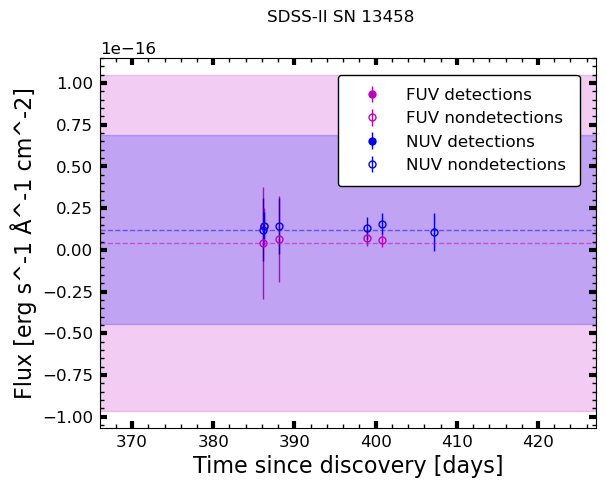 SDSS-II SN 13458
1e−16
1.00
0.75
0.50
0.25
0.00
−0.25
−0.50
−0.75
−1.00
Flux [erg s^-1 Å^-1 cm^-2]
FUV detections
FUV nondetections
NUV detections
NUV nondetections
370
380
390
400
410
420
Time since discovery [days]